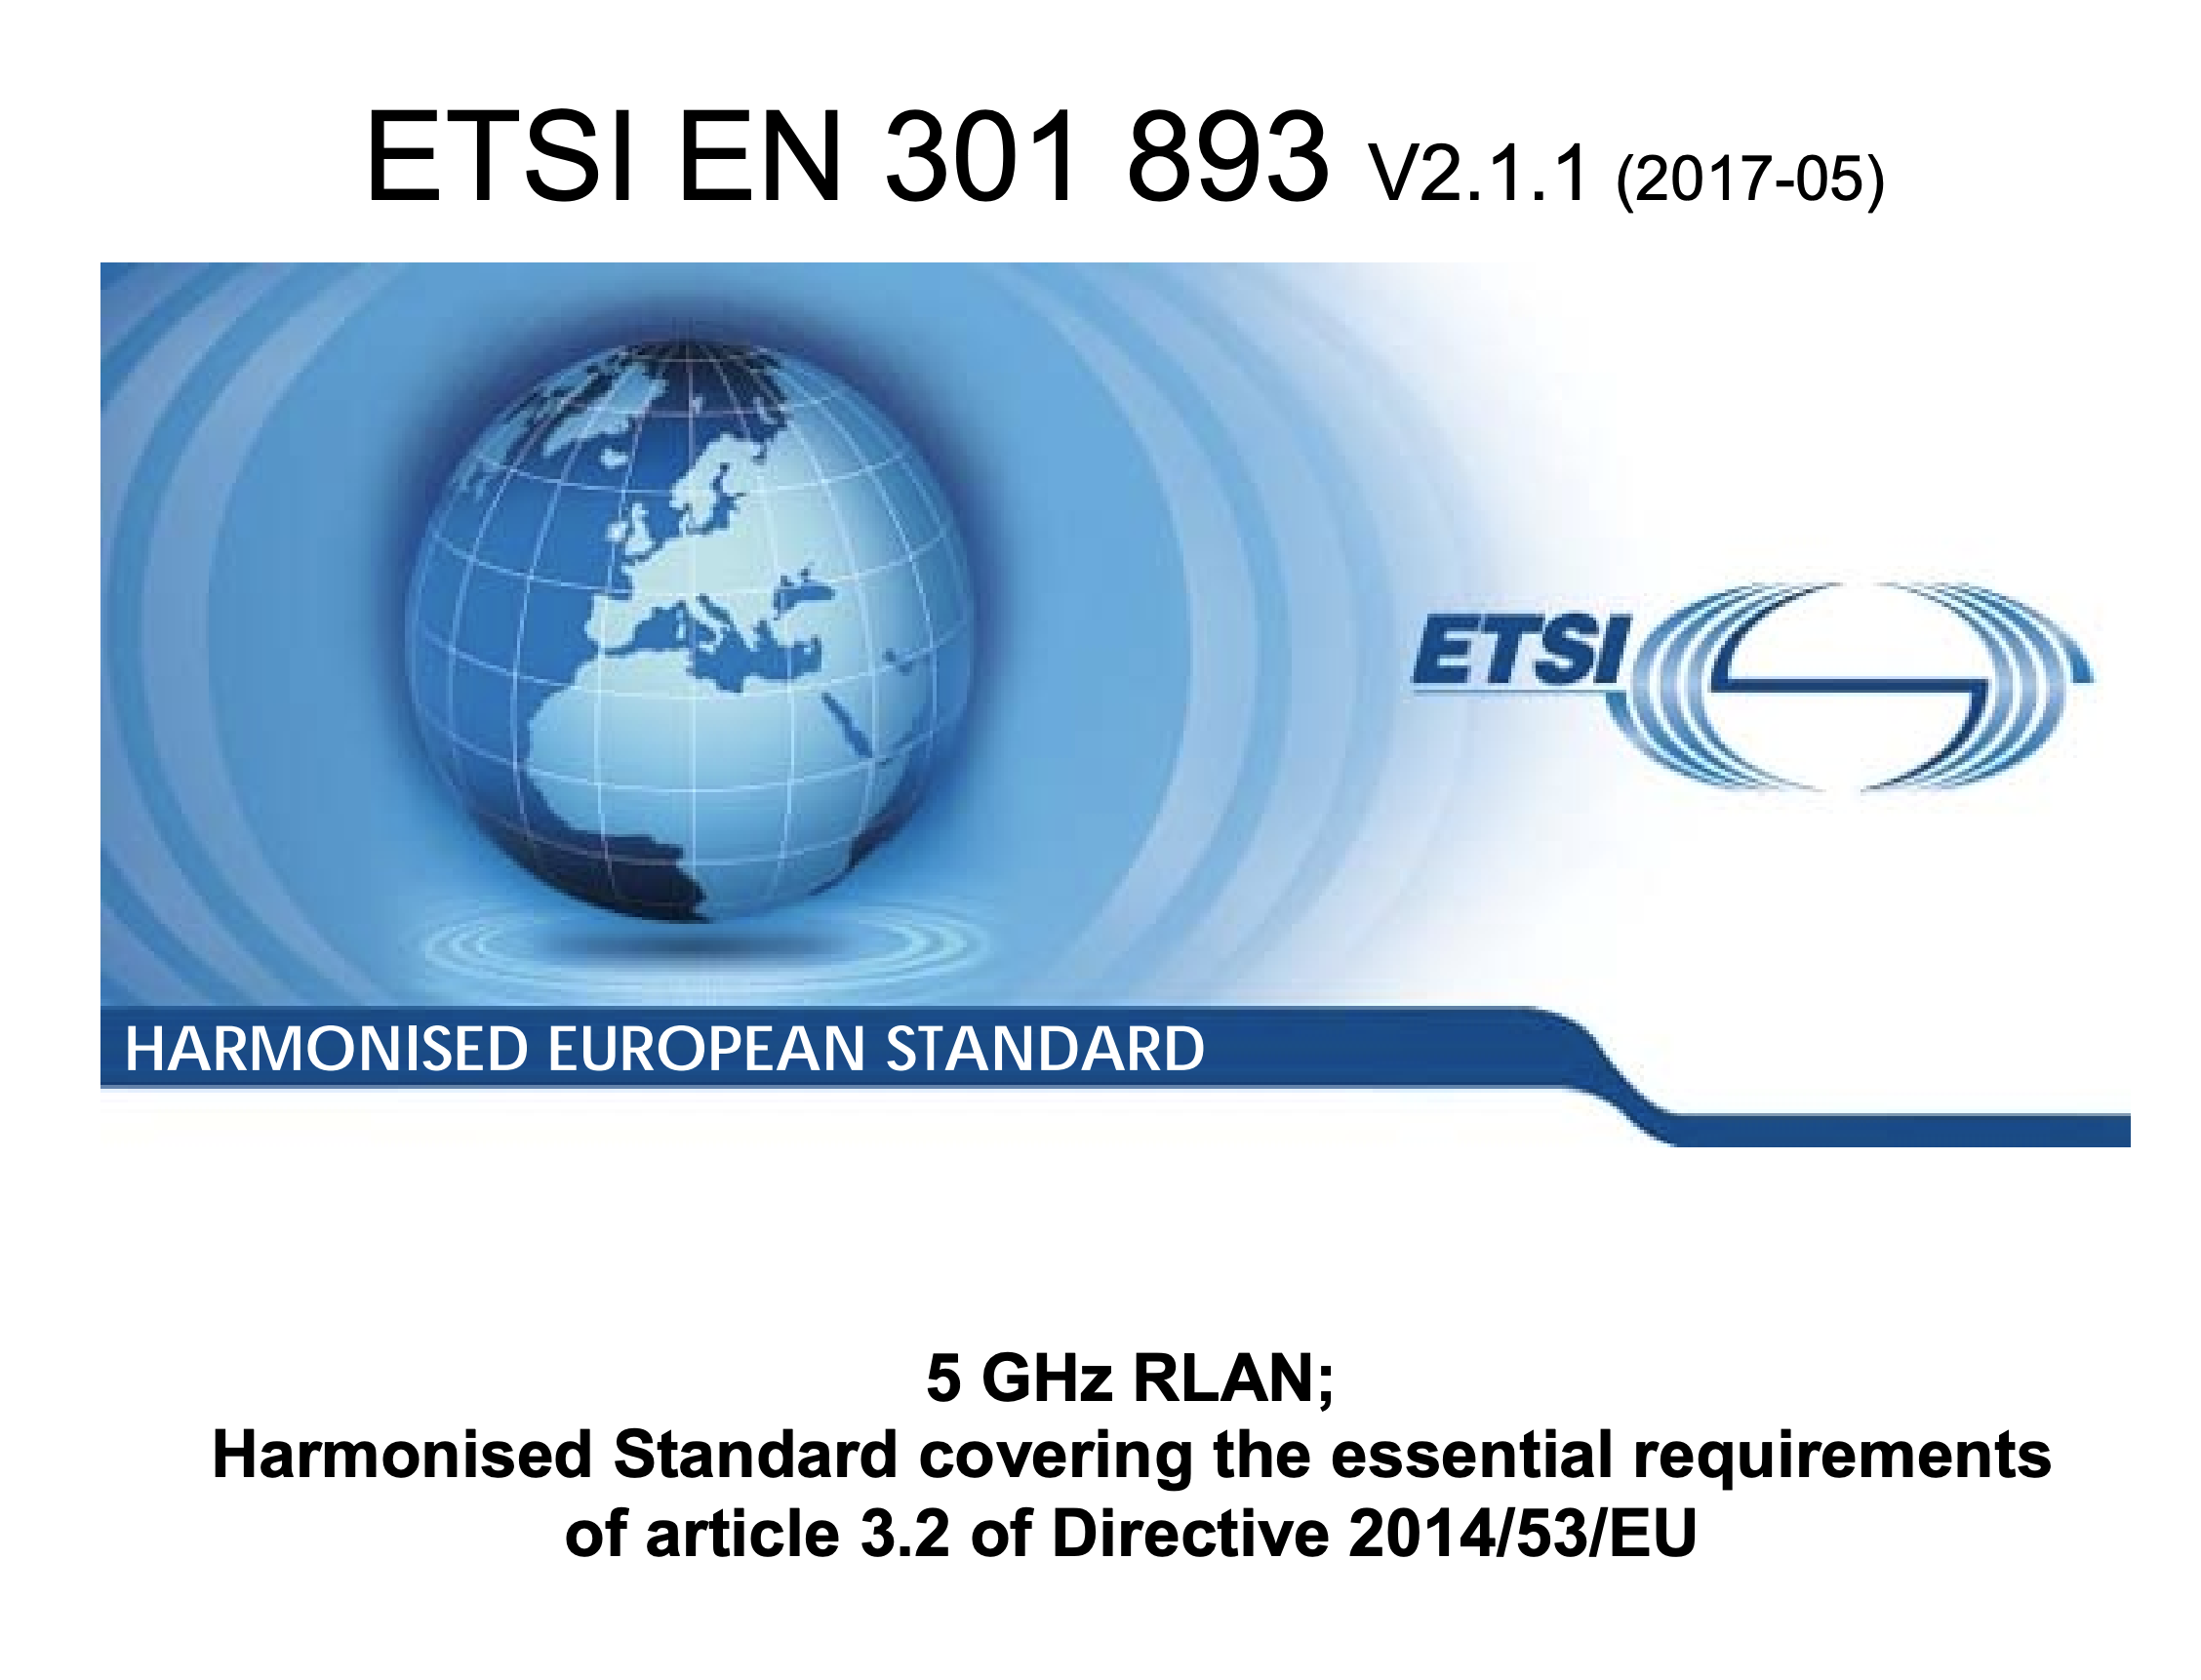 ETSI EN 301 893 V2.1.1 (2017-05)
ETSI
HARMONISED EUROPEAN STANDARD
5 GHz RLAN;
Harmonised Standard covering the essential requirements
of article 3.2 of Directive 2014/53/EU